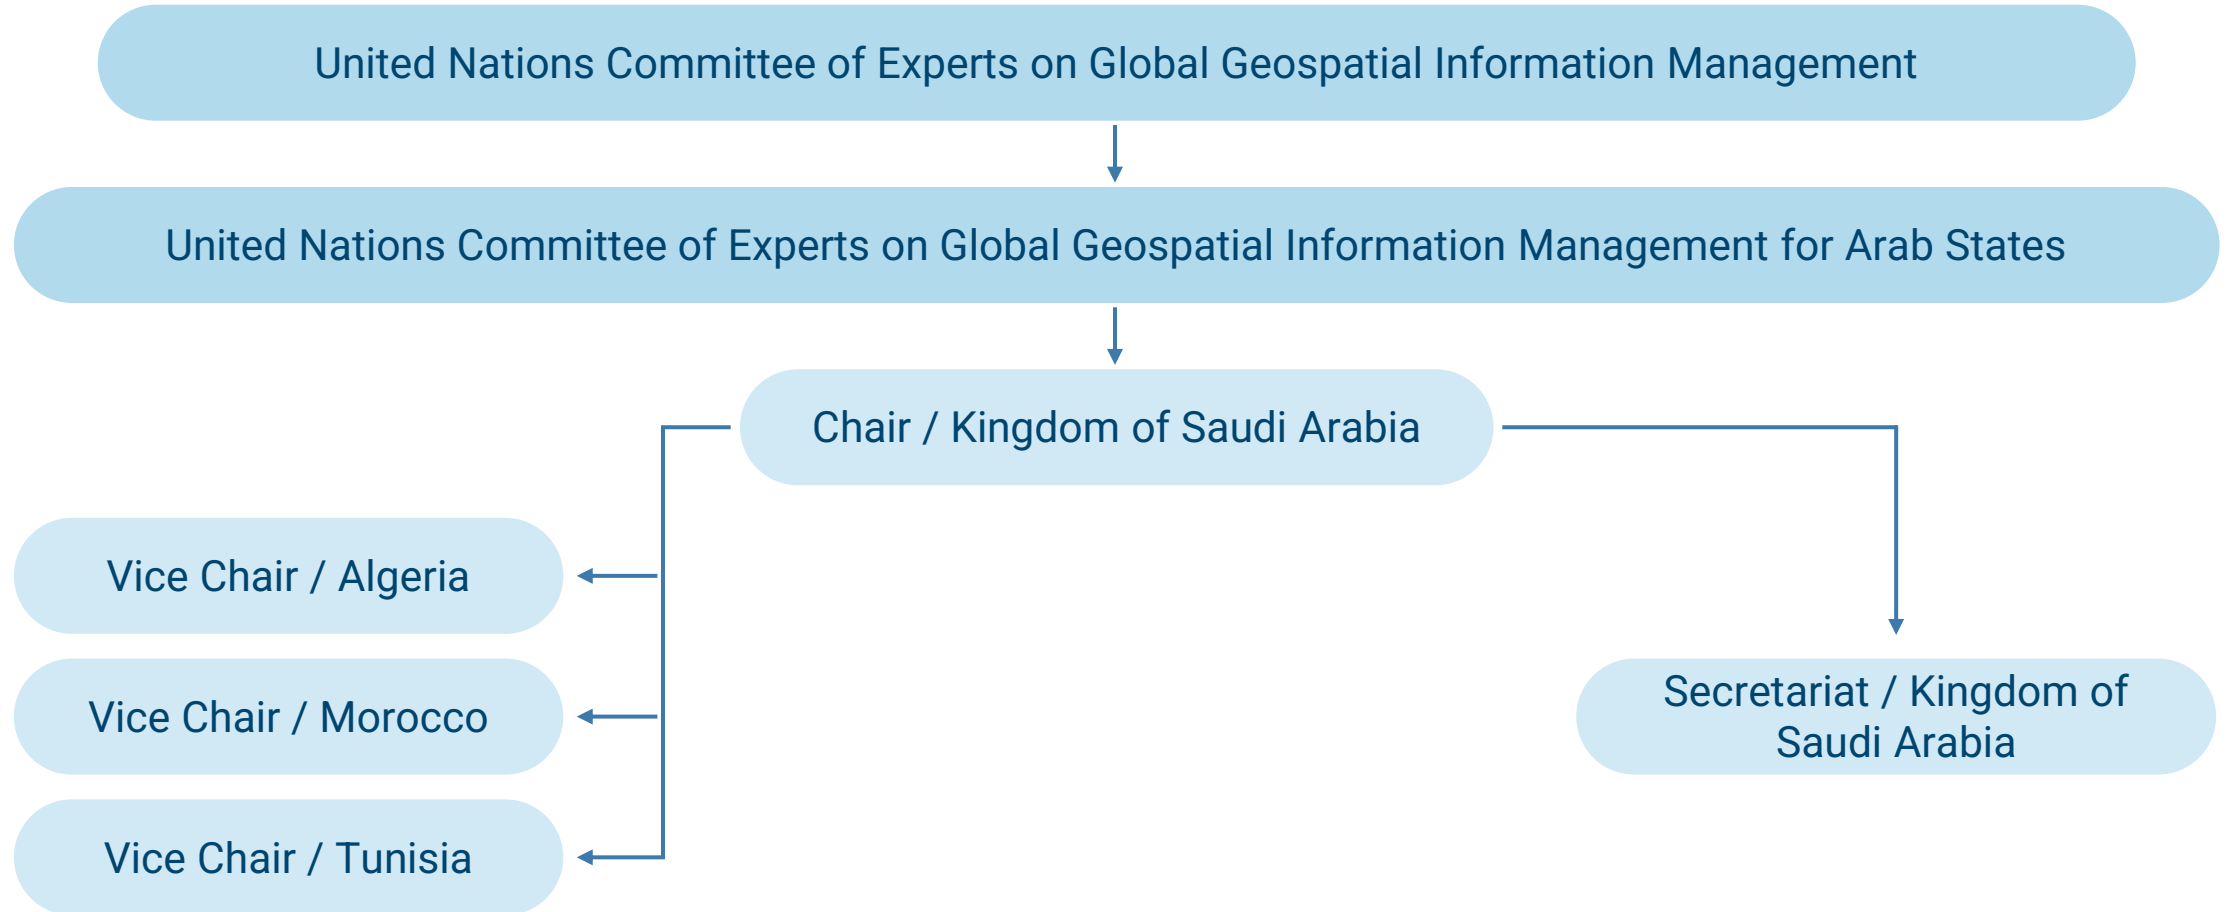 United Nations Committee of Experts on Global Geospatial Information Management
United Nations Committee of Experts on Global Geospatial Information Management for Arab States
Chair / Kingdom of Saudi Arabia
Vice Chair / Algeria
Vice Chair / Morocco
Vice Chair / Tunisia
Secretariat / Kingdom of
Saudi Arabia